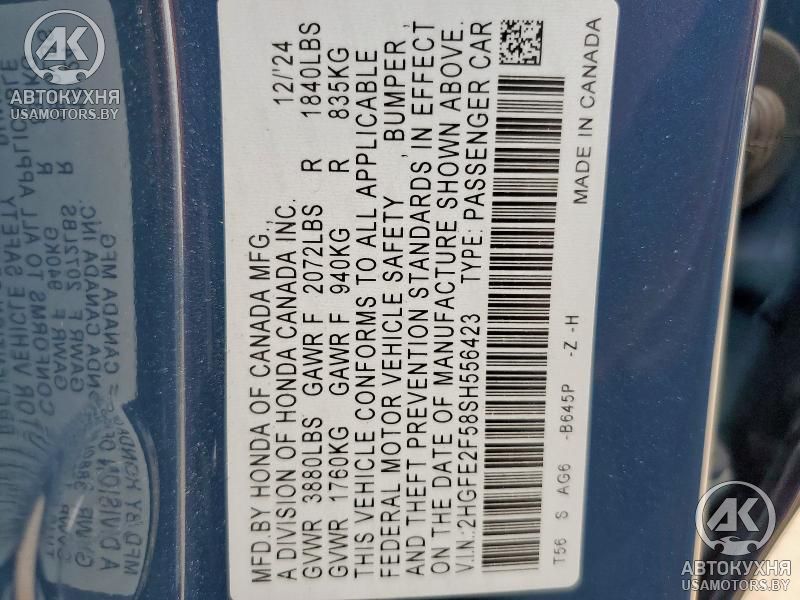 MFD.BY HONDA OF CANADA MFG.,
A DIVISION OF HONDA CANADA INC. 12/'24
GVWR 3880LBS GAWR F 2072LBS R 1840LBS
GVWR 1760KG GAWR F 940KG R 835KG
THIS VEHICLE CONFORMS TO ALL APPLICABLE
FEDERAL MOTOR VEHICLE SAFETY, BUMPER,
AND THEFT PREVENTION STANDARDS IN EFFECT
ON THE DATE OF MANUFACTURE SHOWN ABOVE.
V.I.N.:2HGFE2F58SH556423 TYPE: PASSENGER CAR
T56 S AG6 -B645P -Z -H
MADE IN CANADA
АК
АВТОКУХНЯ
USAMOTORS.BY
АК
АВТОКУХНЯ
USAMOTORS.BY